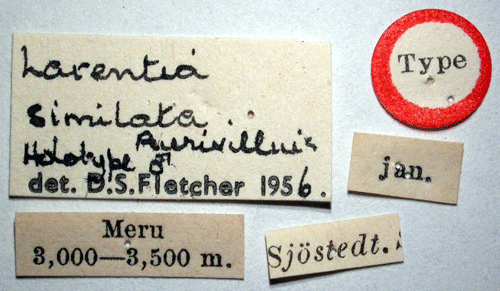 Larentia
similata
Aurivillius
Holotype ♂
det. D.S.Fletcher 1956.
Type
jan.
Meru
3,000—3,500 m.
Sjöstedt.